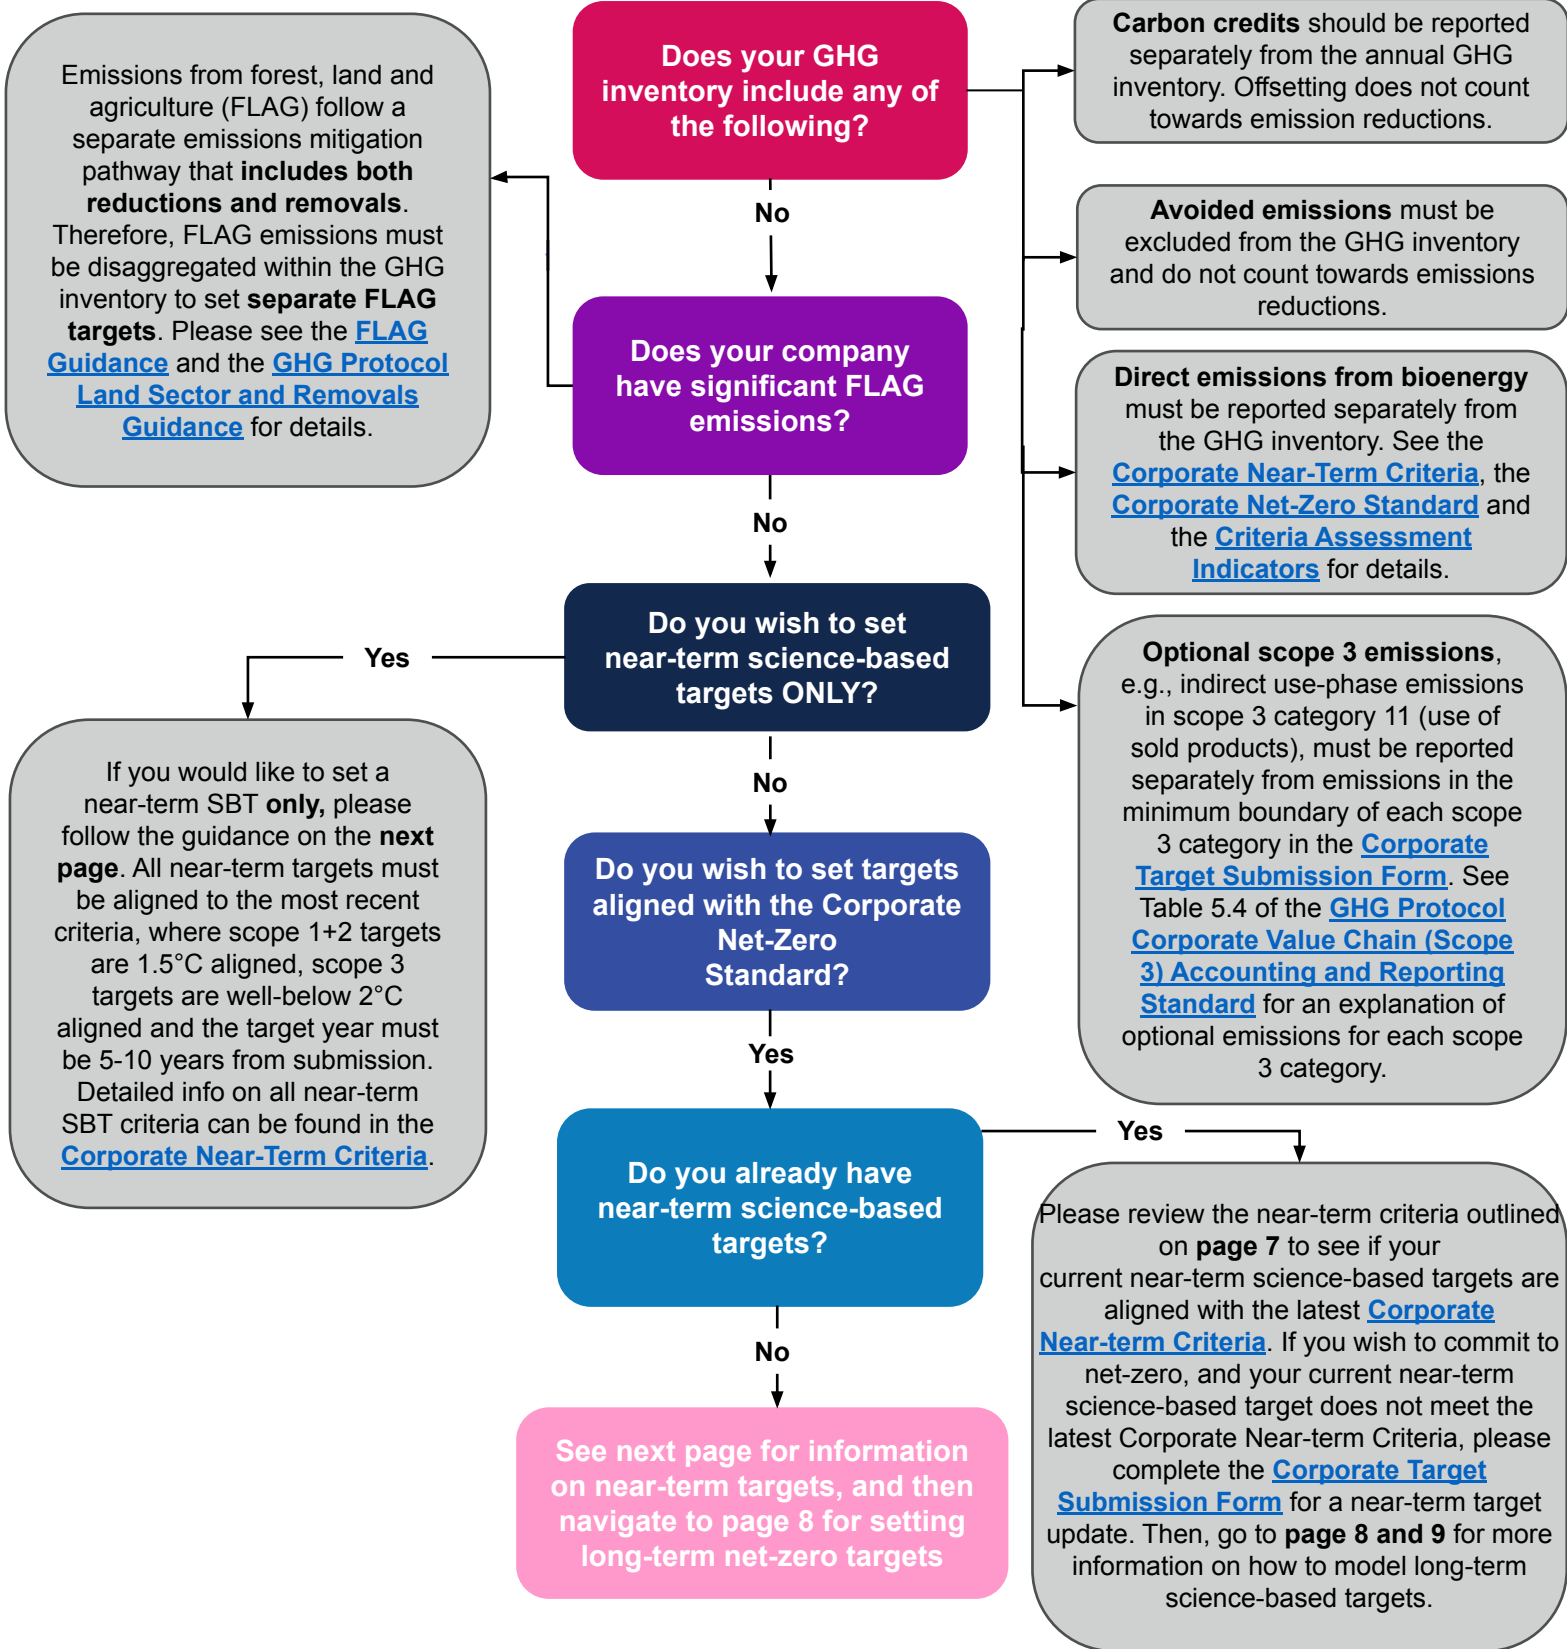 Does your GHG
inventory include any of
the following?
Carbon credits should be reported
separately from the annual GHG
inventory. Offsetting does not count
towards emission reductions.
Avoided emissions must be
excluded from the GHG inventory
and do not count towards emissions
reductions.
Direct emissions from bioenergy
must be reported separately from
the GHG inventory. See the
Corporate Near-Term Criteria, the
Corporate Net-Zero Standard and
the Criteria Assessment
Indicators for details.
Optional scope 3 emissions,
e.g., indirect use-phase emissions
in scope 3 category 11 (use of
sold products), must be reported
separately from emissions in the
minimum boundary of each scope
3 category in the Corporate
Target Submission Form. See
Table 5.4 of the GHG Protocol
Corporate Value Chain (Scope
3) Accounting and Reporting
Standard for an explanation of
optional emissions for each scope
3 category.
No
Does your company
have significant FLAG
emissions?
Emissions from forest, land and
agriculture (FLAG) follow a
separate emissions mitigation
pathway that includes both
reductions and removals.
Therefore, FLAG emissions must
be disaggregated within the GHG
inventory to set separate FLAG
targets. Please see the FLAG
Guidance and the GHG Protocol
Land Sector and Removals
Guidance for details.
No
Do you wish to set
near-term science-based
targets ONLY?
Yes
If you would like to set a
near-term SBT only, please
follow the guidance on the next
page. All near-term targets must
be aligned to the most recent
criteria, where scope 1+2 targets
are 1.5°C aligned, scope 3
targets are well-below 2°C
aligned and the target year must
be 5-10 years from submission.
Detailed info on all near-term
SBT criteria can be found in the
Corporate Near-Term Criteria.
No
Do you wish to set targets
aligned with the Corporate
Net-Zero
Standard?
Yes
Do you already have
near-term science-based
targets?
Yes
Please review the near-term criteria outlined
on page 7 to see if your
current near-term science-based targets are
aligned with the latest Corporate
Near-term Criteria. If you wish to commit to
net-zero, and your current near-term
science-based target does not meet the
latest Corporate Near-term Criteria, please
complete the Corporate Target
Submission Form for a near-term target
update. Then, go to page 8 and 9 for more
information on how to model long-term
science-based targets.
No
See next page for information
on near-term targets, and then
navigate to page 8 for setting
long-term net-zero targets